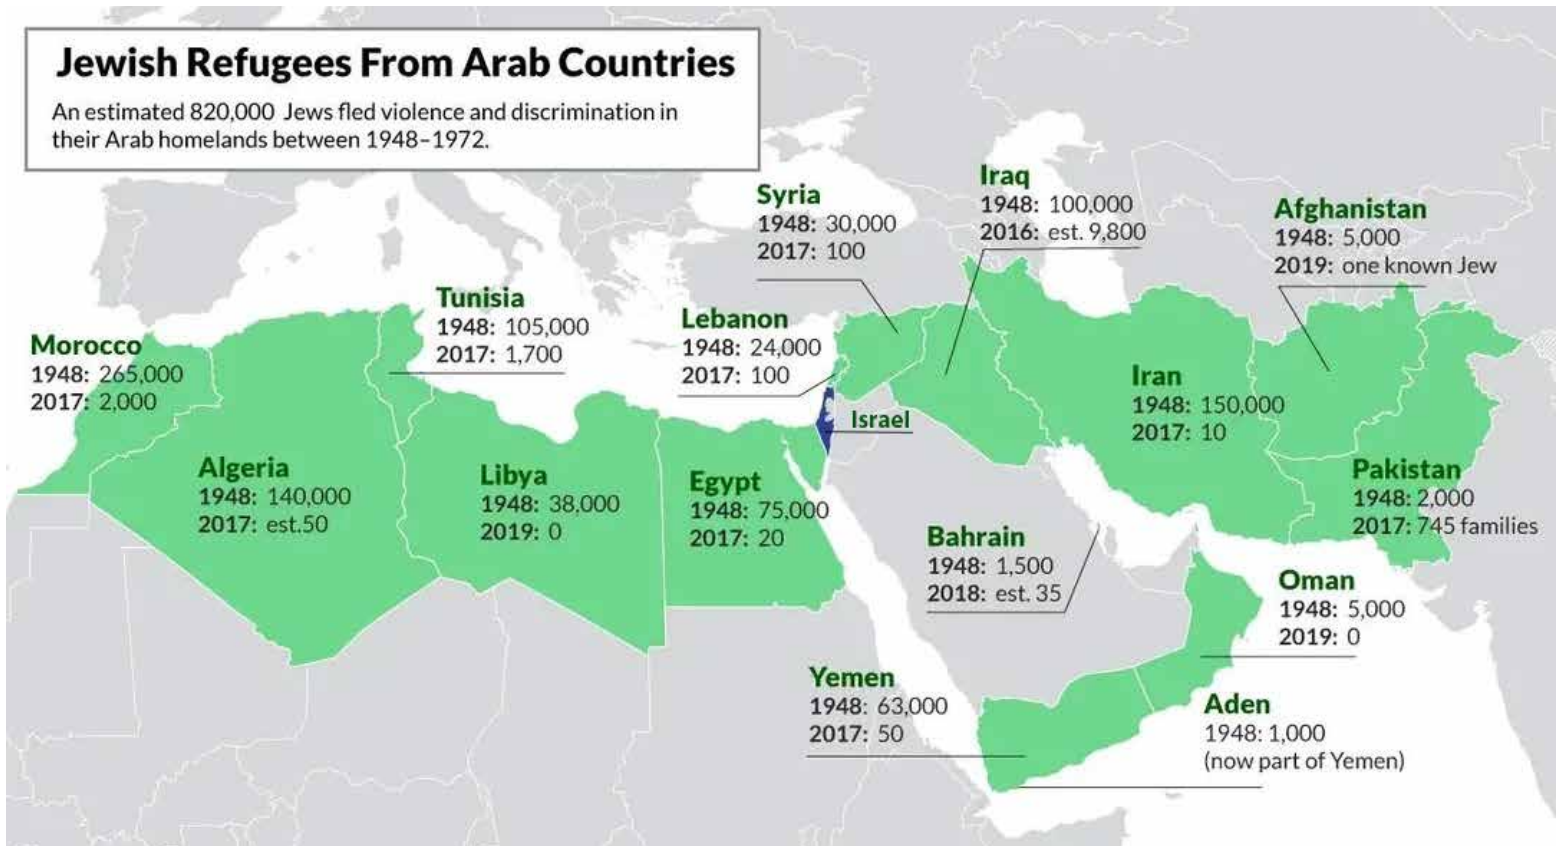 Jewish Refugees From Arab Countries
An estimated 820,000 Jews fled violence and discrimination in
their Arab homelands between 1948–1972.
Morocco
1948: 265,000
2017: 2,000
Algeria
1948: 140,000
2017: est.50
Tunisia
1948: 105,000
2017: 1,700
Libya
1948: 38,000
2019: 0
Egypt
1948: 75,000
2017: 20
Lebanon
1948: 24,000
2017: 100
Syria
1948: 30,000
2017: 100
Israel
Iraq
1948: 100,000
2016: est. 9,800
Iran
1948: 150,000
2017: 10
Afghanistan
1948: 5,000
2019: one known Jew
Pakistan
1948: 2,000
2017: 745 families
Bahrain
1948: 1,500
2018: est. 35
Oman
1948: 5,000
2019: 0
Yemen
1948: 63,000
2017: 50
Aden
1948: 1,000
(now part of Yemen)